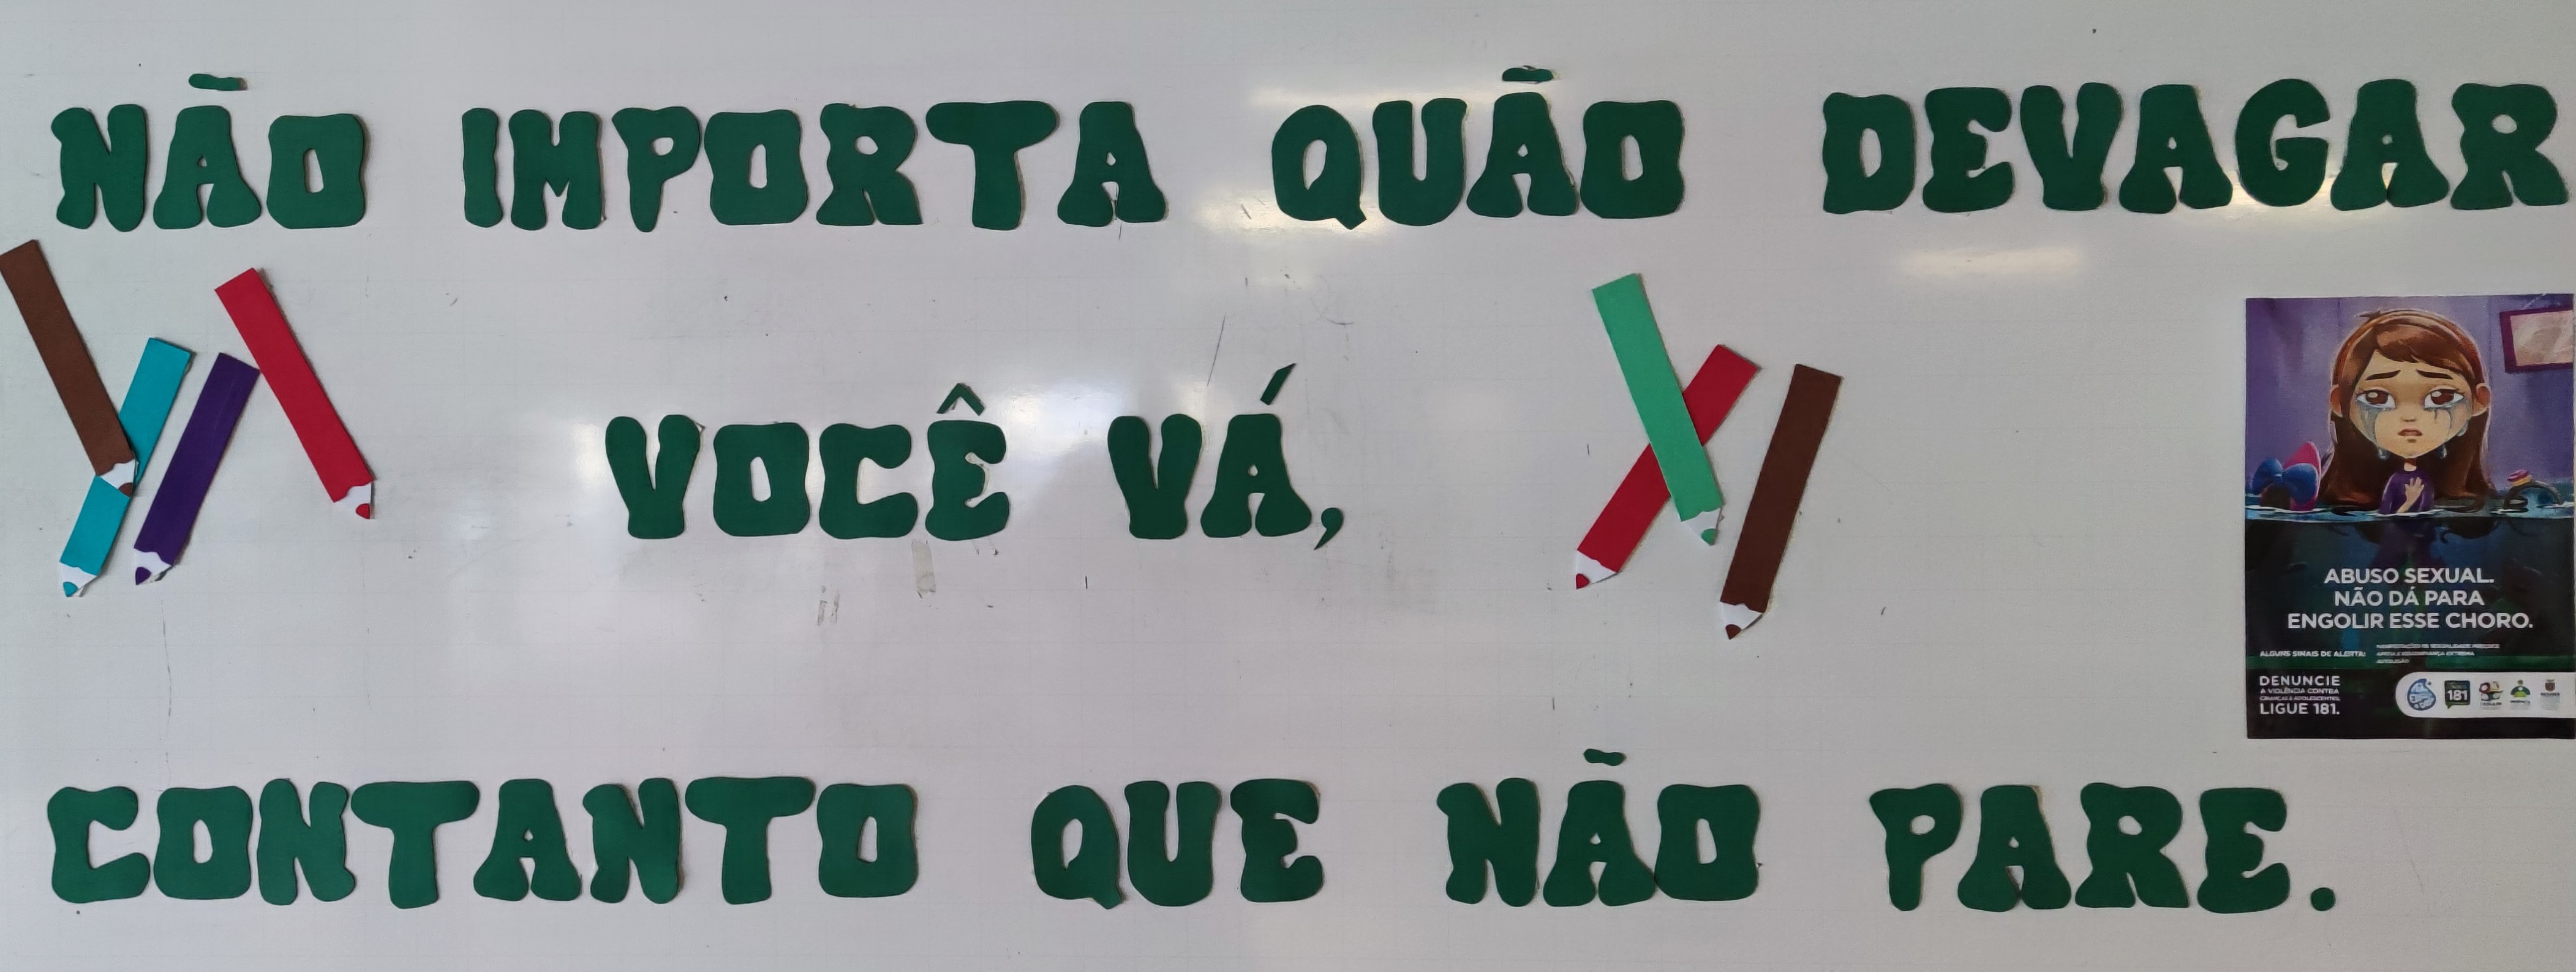 NÃO IMPORTA QUÃO DEVAGAR
VOCÊ VÁ,
CONTANTO QUE NÃO PARE.
ABUSO SEXUAL.
NÃO DÁ PARA
ENGOLIR ESSE CHORO.
ALGUNS SINAIS DE ALERTA:
DENUNCIE
A VIOLÊNCIA CONTRA
CRIANÇAS E ADOLESCENTES.
LIGUE 181.
181